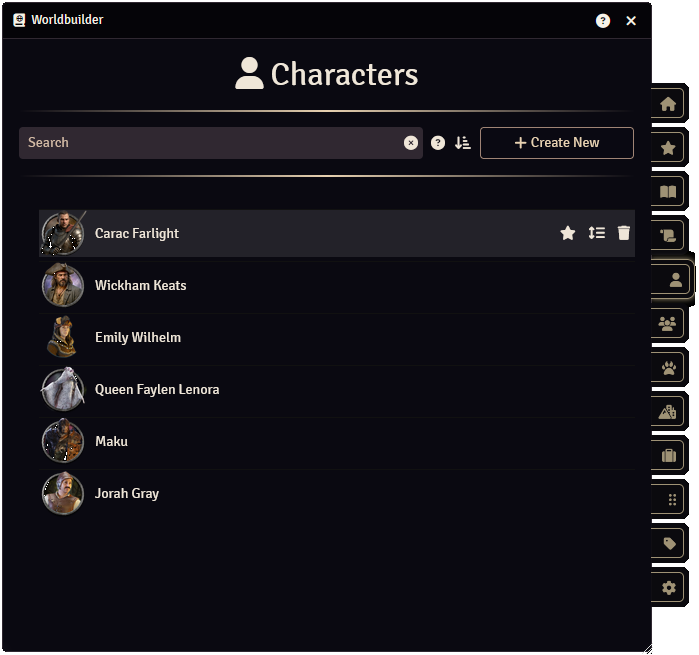 Worldbuilder
Characters
Search
Create New
Carac Farlight
Wickham Keats
Emily Wilhelm
Queen Faylen Lenora
Maku
Jorah Gray